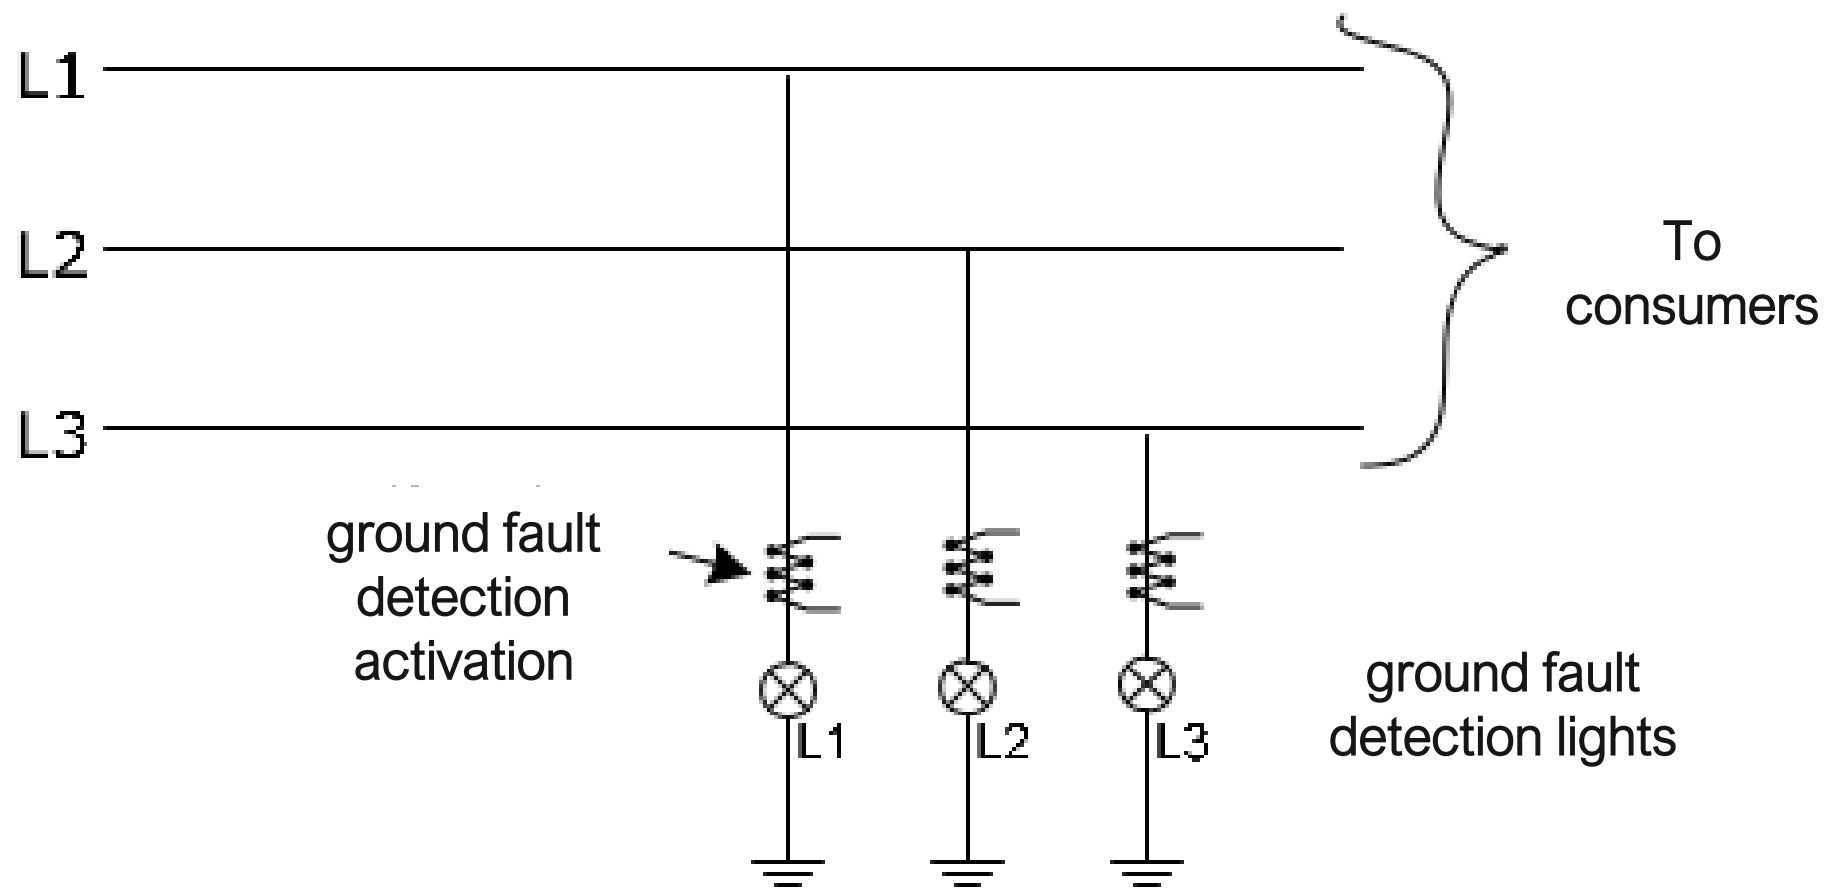 L1
L2
L3
To
consumers
ground fault
detection
activation
L1
L2
L3
ground fault
detection lights